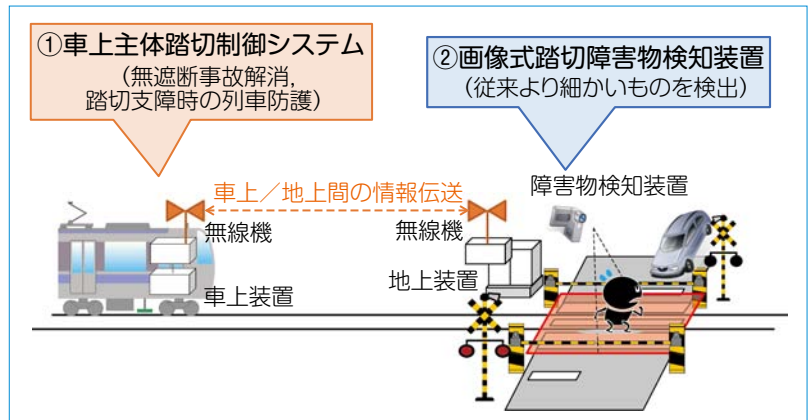 ①車上主体踏切制御システム
(無遮断事故解消,
踏切支障時の列車防護)
②画像式踏切障害物検知装置
(従来より細かいものを検出)
車上/地上間の情報伝送
障害物検知装置
無線機
無線機
車上装置
地上装置